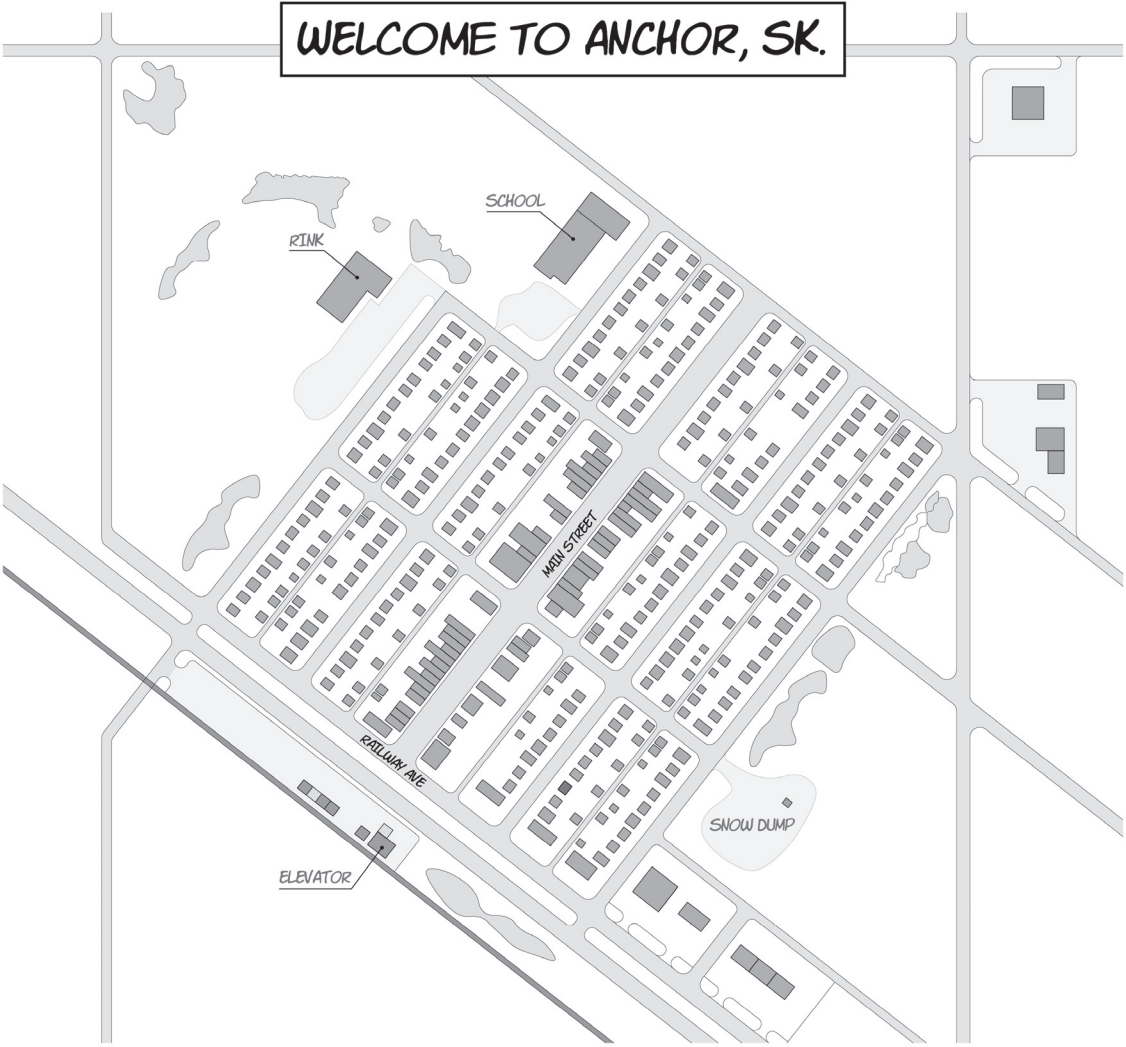 WELCOME TO ANCHOR, SK.
SCHOOL
RINK
MAIN STREET
RAILWAY AVE
SNOW DUMP
ELEVATOR